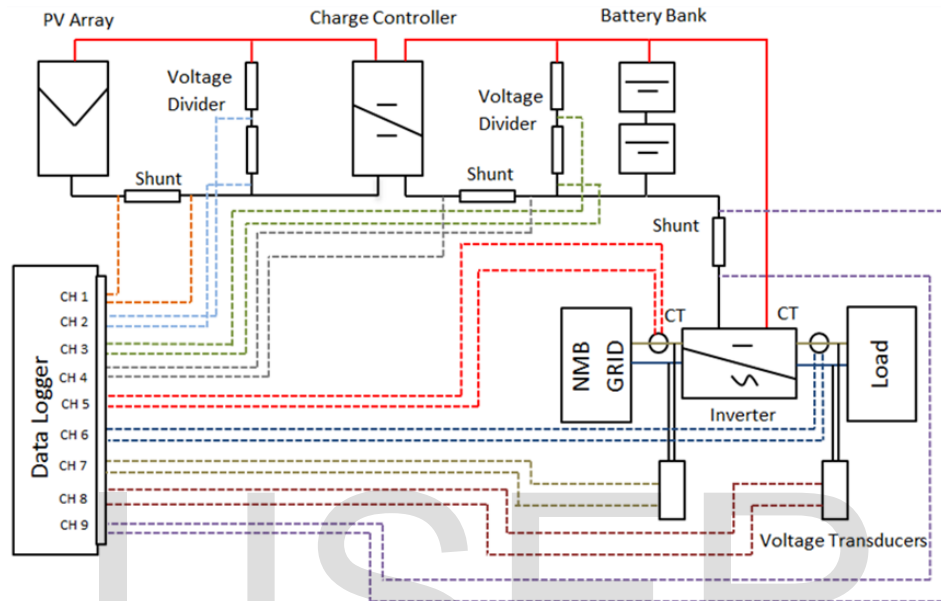 PV Array
Charge Controller
Battery Bank
Voltage
Divider
Voltage
Divider
Shunt
Shunt
Shunt
CH 1
CH 2
CH 3
CH 4
CH 5
CH 6
CH 7
CH 8
CH 9
Data Logger
NMB
GRID
CT
CT
Inverter
Load
Voltage Transducers
IJSER